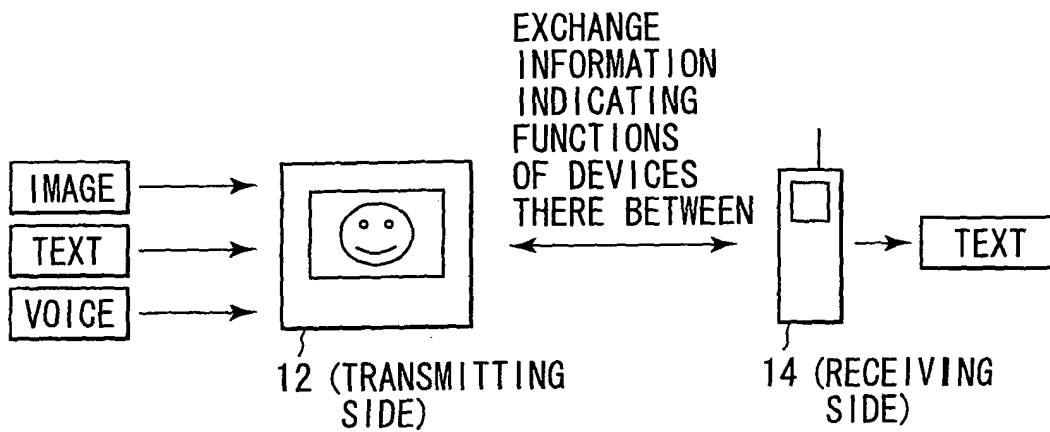 EXCHANGE
INFORMATION
INDICATING
FUNCTIONS
OF DEVICES
THERE BETWEEN
IMAGE
TEXT
VOICE
TEXT
12 (TRANSMITTING
SIDE)
14 (RECEIVING
SIDE)